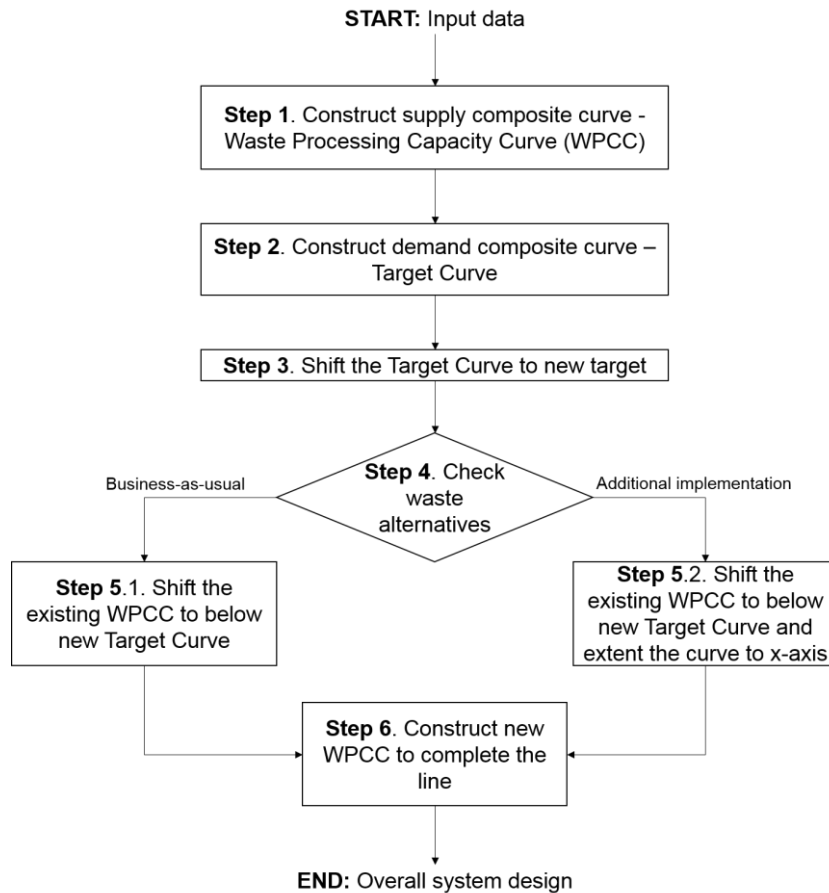 START: Input data
Step 1. Construct supply composite curve -
Waste Processing Capacity Curve (WPCC)
Step 2. Construct demand composite curve –
Target Curve
Step 3. Shift the Target Curve to new target
Step 4. Check
waste
alternatives
Business-as-usual
Additional implementation
Step 5.1. Shift the
existing WPCC to below
new Target Curve
Step 5.2. Shift the
existing WPCC to below
new Target Curve and
extent the curve to x-axis
Step 6. Construct new
WPCC to complete the
line
END: Overall system design